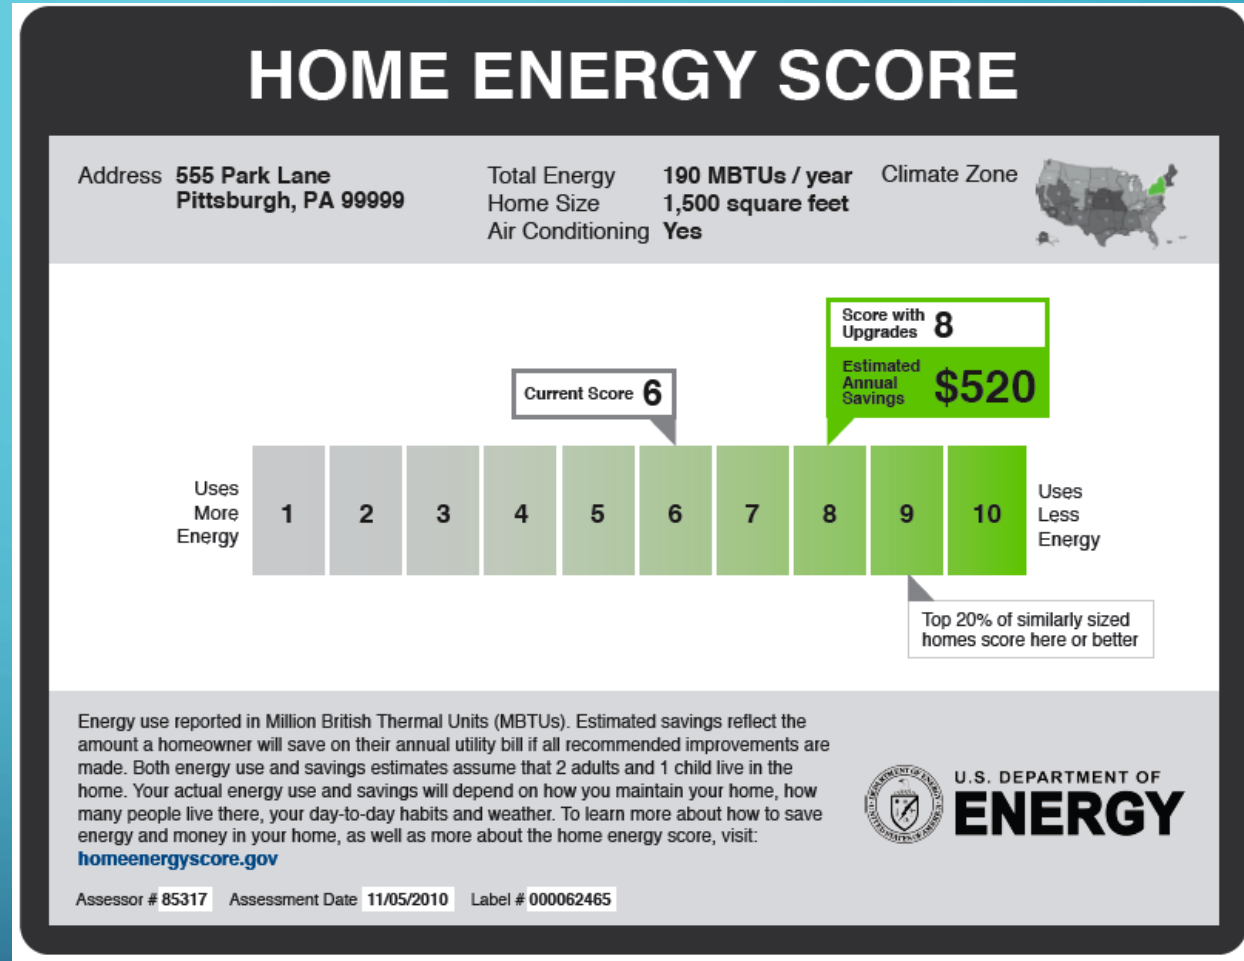 HOME ENERGY SCORE
Address 555 Park Lane
Pittsburgh, PA 99999
Total Energy 190 MBTUs / year
Home Size 1,500 square feet
Air Conditioning Yes
Climate Zone
Score with
Upgrades 8
Estimated
Annual
Savings $520
Current Score 6
Uses
More
Energy
1 2 3 4 5 6 7 8 9 10
Uses
Less
Energy
Top 20% of similarly sized
homes score here or better
Energy use reported in Million British Thermal Units (MBTUs). Estimated savings reflect the
amount a homeowner will save on their annual utility bill if all recommended improvements are
made. Both energy use and savings estimates assume that 2 adults and 1 child live in the
home. Your actual energy use and savings will depend on how you maintain your home, how
many people live there, your day-to-day habits and weather. To learn more about how to save
energy and money in your home, as well as more about the home energy score, visit:
homeenergyscore.gov
U.S. DEPARTMENT OF
ENERGY
Assessor # 85317 Assessment Date 11/05/2010 Label # 000062465